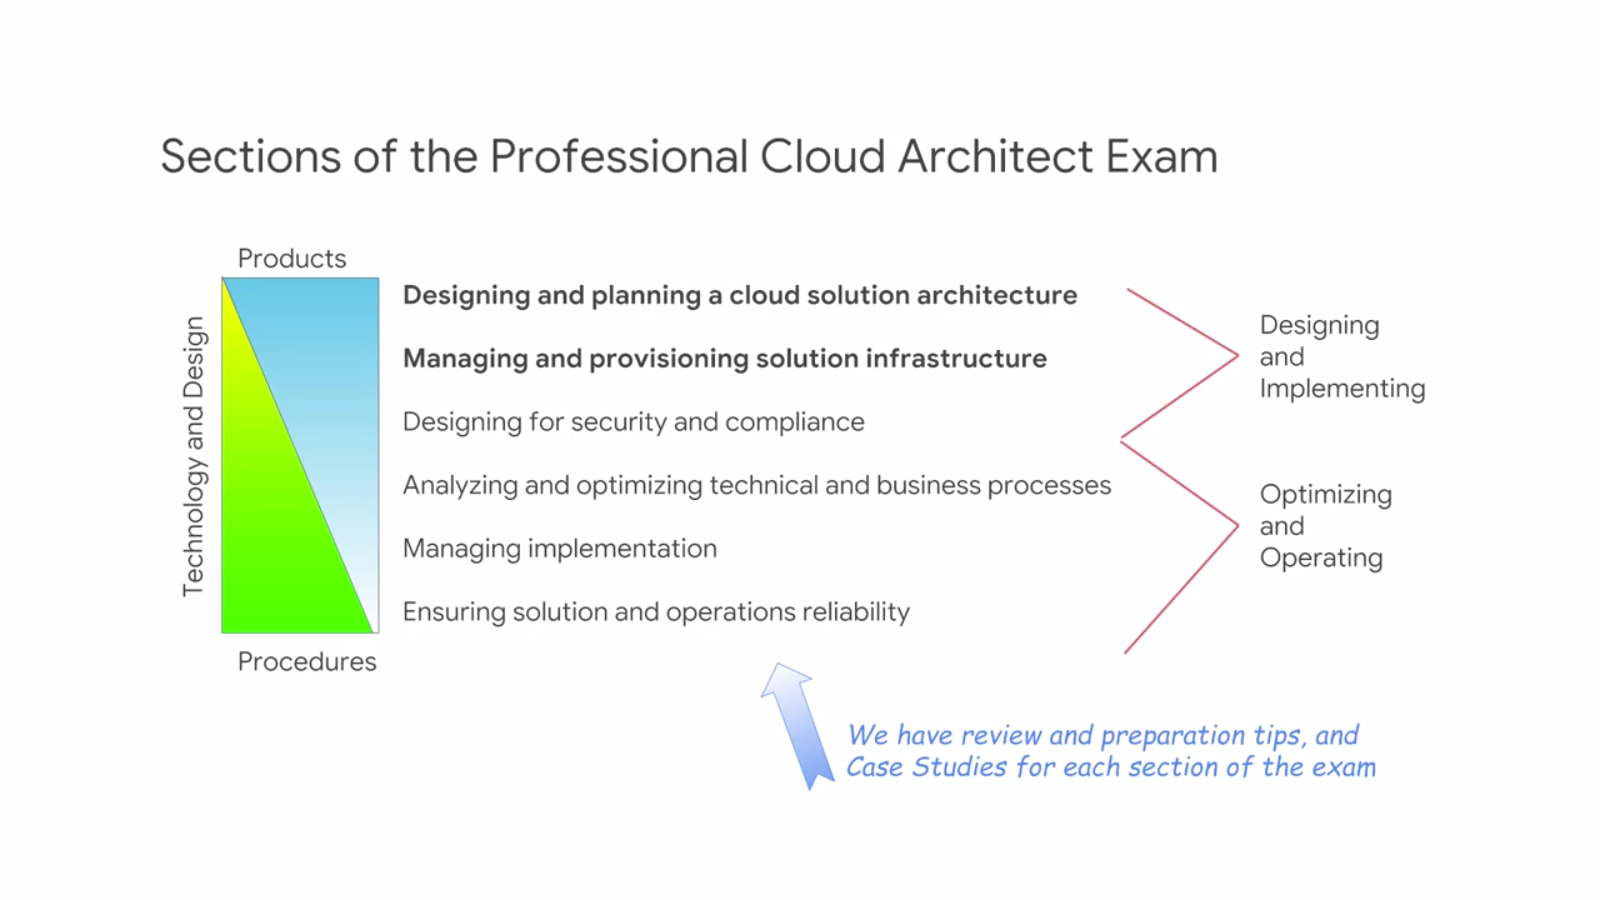 Sections of the Professional Cloud Architect Exam
Products
Technology and Design
Designing and planning a cloud solution architecture
Managing and provisioning solution infrastructure
Designing for security and compliance
Analyzing and optimizing technical and business processes
Managing implementation
Ensuring solution and operations reliability
Procedures
Designing
and
Implementing
Optimizing
and
Operating
We have review and preparation tips, and
Case Studies for each section of the exam